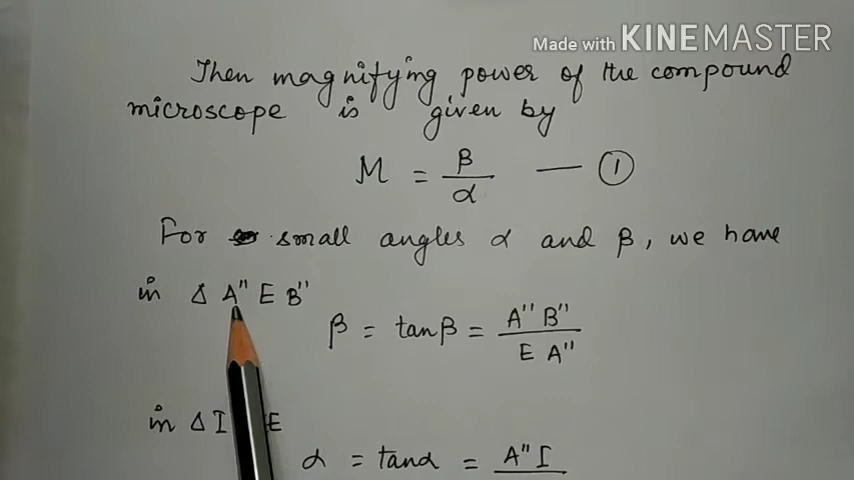 Made with KINEMASTER
Then magnifying power of the compound
microscope is given by
M = β/α — ①
For small angles α and β, we have
in Δ A'' E B''
β = tanβ = A'' B''/E A''
in Δ I E
α = tanα = A'' I